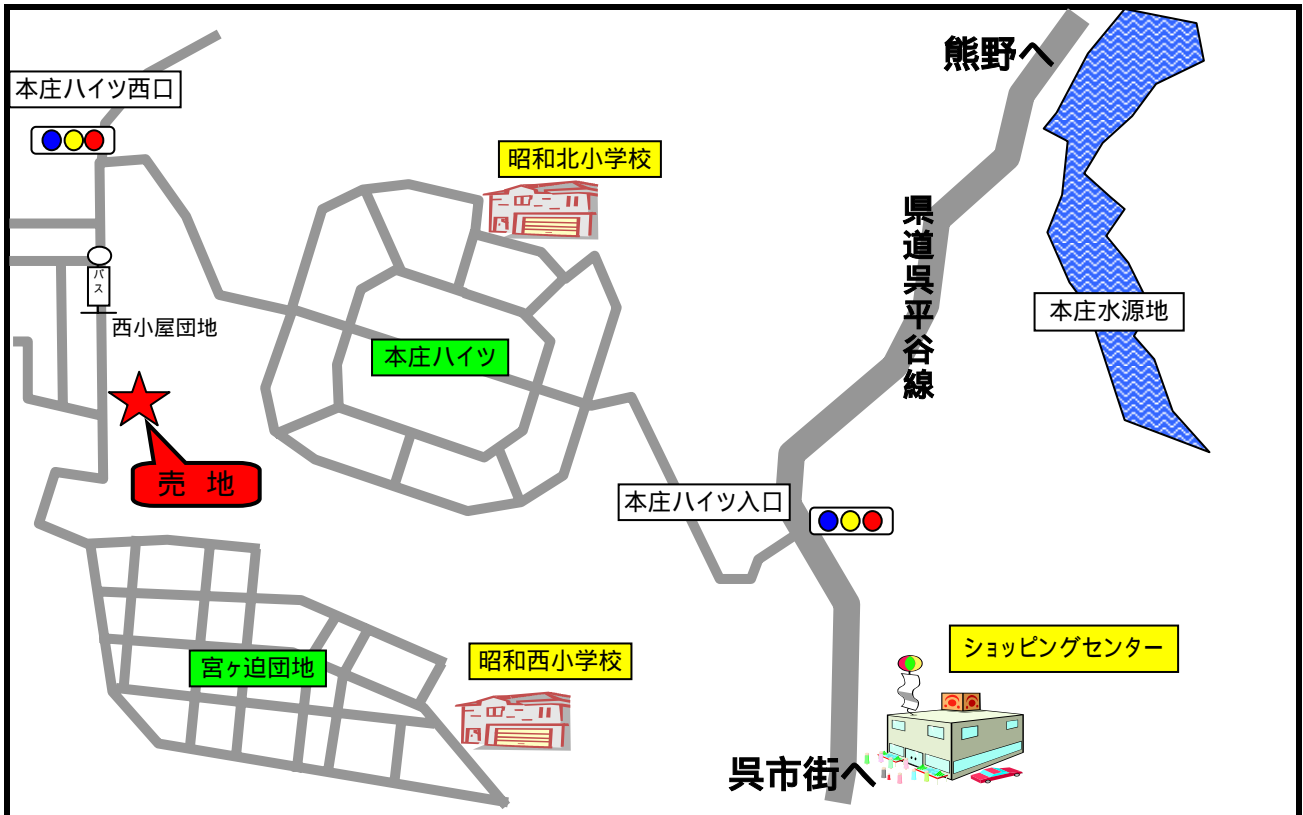 熊野へ
本庄ハイツ西口
昭和北小学校
県道呉平谷線
バス
本庄水源地
西小屋団地
本庄ハイツ
売 地
本庄ハイツ入口
ショッピングセンター
昭和西小学校
宮ヶ迫団地
呉市街へ